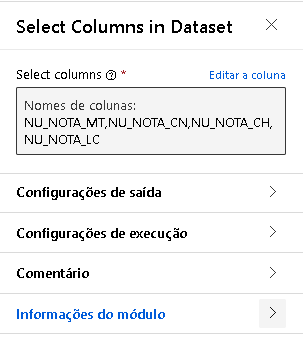 Select Columns in Dataset
Select columns * Editar a coluna
Nomes de colunas:
NU_NOTA_MT,NU_NOTA_CN,NU_NOTA_CH,
NU_NOTA_LC
Configurações de saída
Configurações de execução
Comentário
Informações do módulo